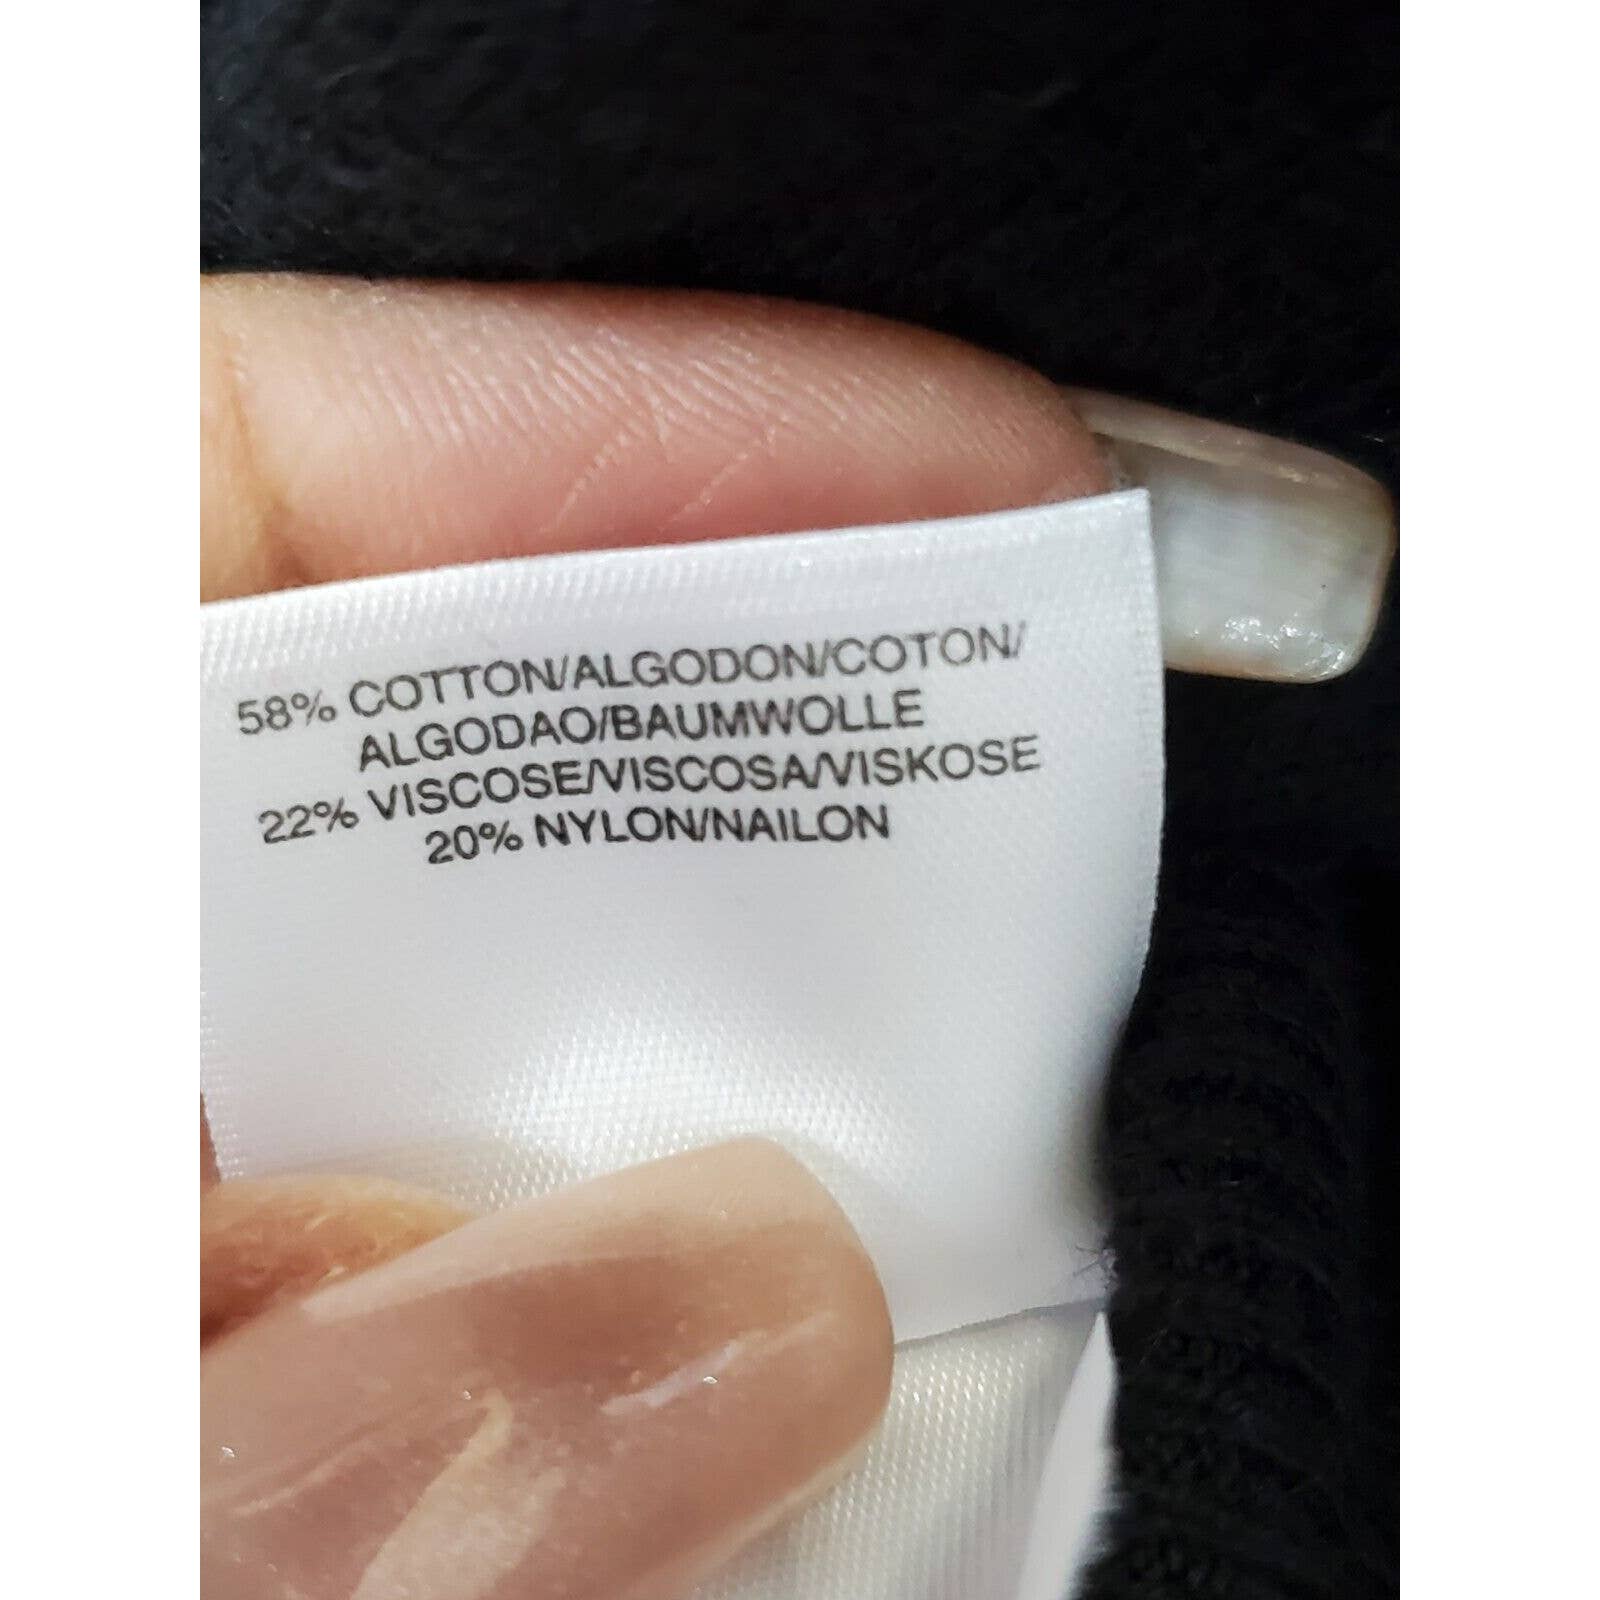 58% COTTON/ALGODON/COTON/
ALGODAO/BAUMWOLLE
22% VISCOSE/VISCOSA/VISKOSE
20% NYLON/NAILON